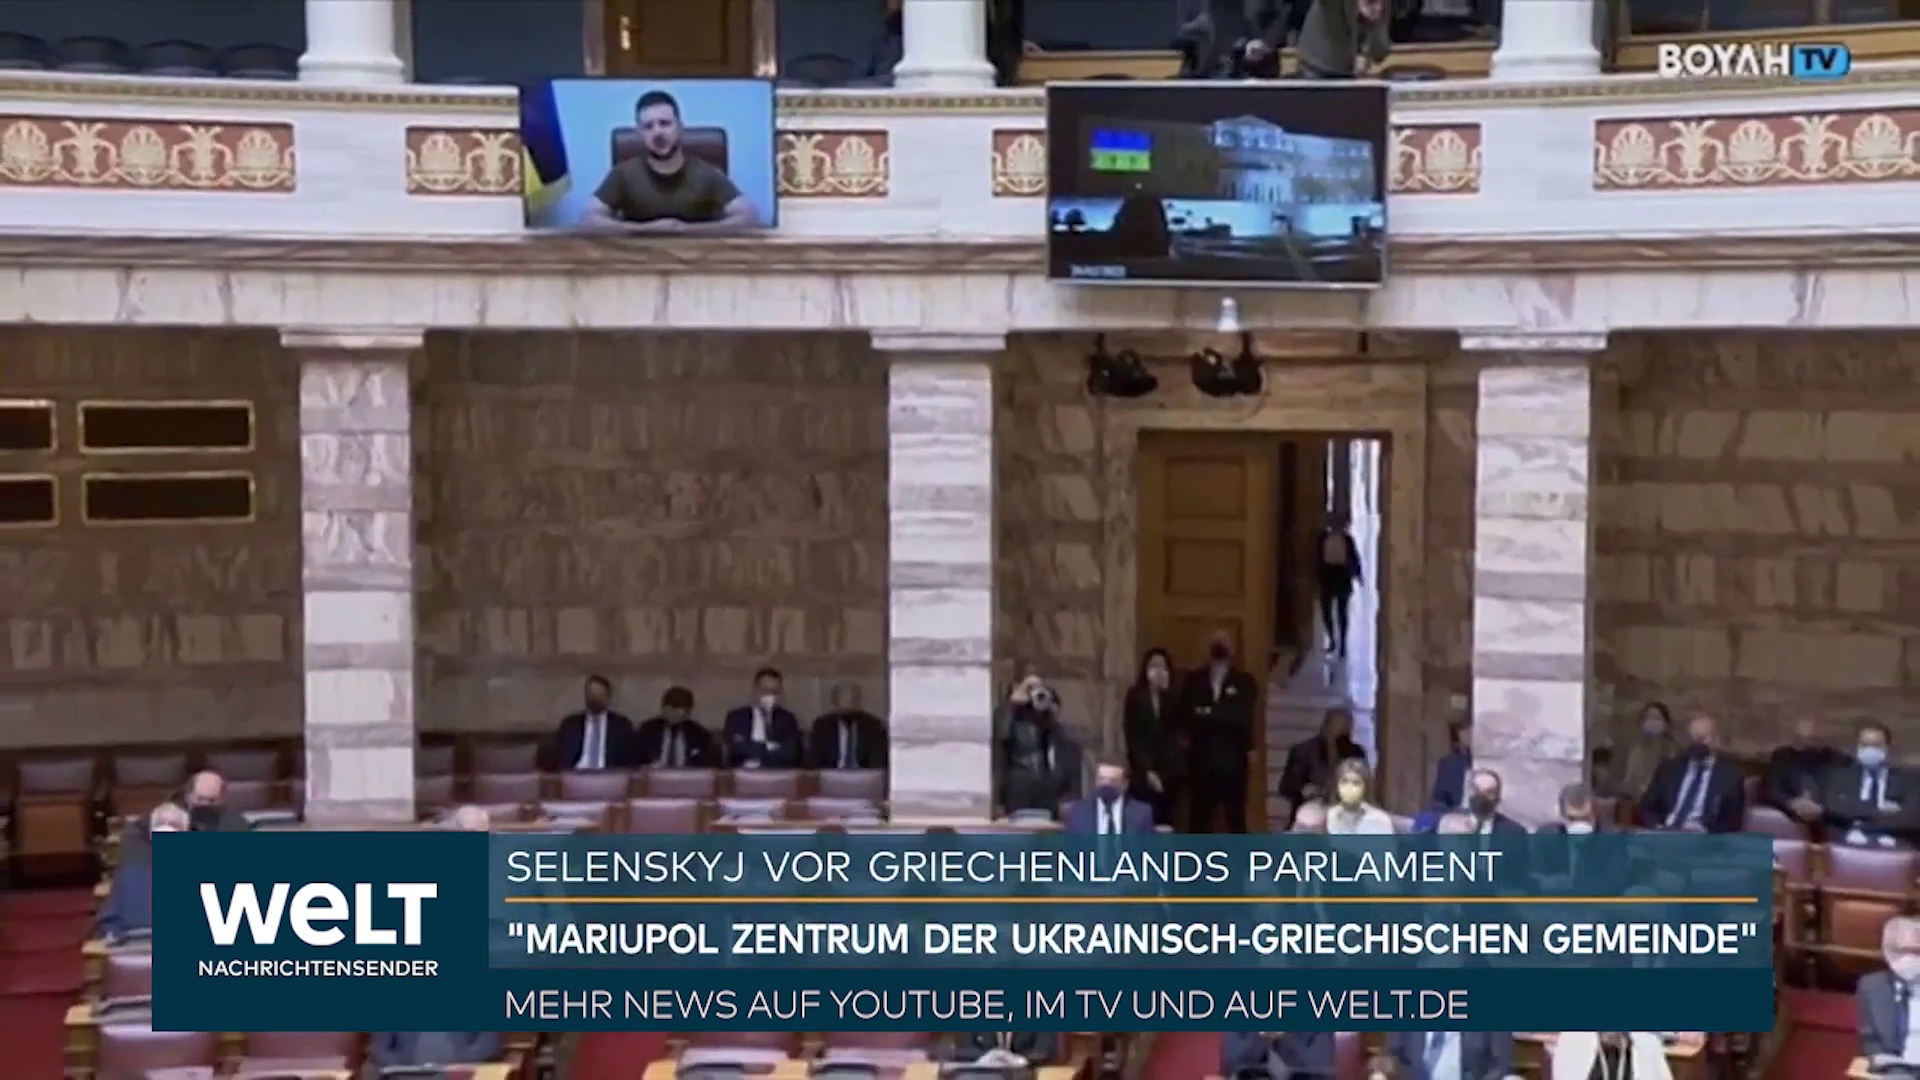 BOYAH TV
SELENSKYJ VOR GRIECHENLANDS PARLAMENT
"MARIUPOL ZENTRUM DER UKRAINISCH-GRIECHISCHEN GEMEINDE"
WELT
NACHRICHTENSENDER
MEHR NEWS AUF YOUTUBE, IM TV UND AUF WELT.DE